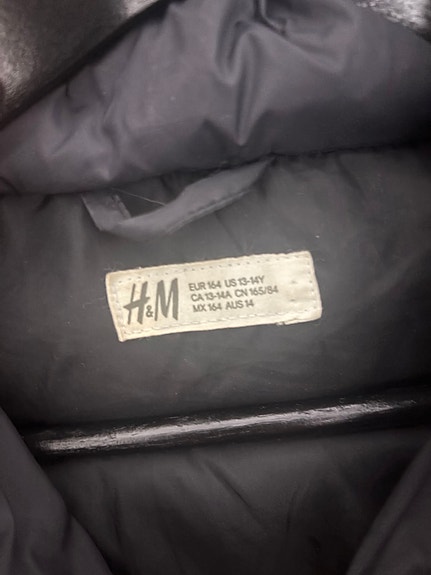 H&M
EUR 164 US 13-14Y
CA 13-14A CN 165/84
MX 164 AUS 14